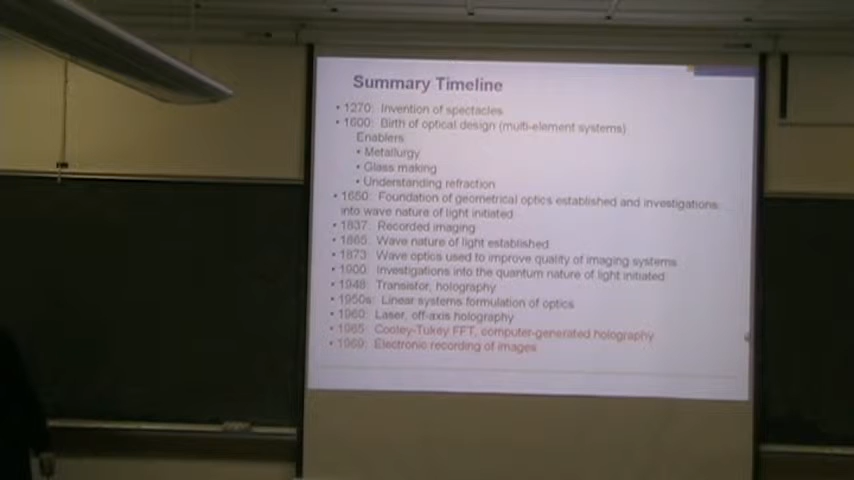 Summary Timeline
• 1270: Invention of spectacles
• 1600: Birth of optical design (multi-element systems)
Enablers
• Metallurgy
• Glass making
• Understanding refraction
• 1650: Foundation of geometrical optics established and investigations
into wave nature of light initiated
• 1837: Recorded imaging
• 1865: Wave nature of light established
• 1873: Wave optics used to improve quality of imaging systems
• 1900: Investigations into the quantum nature of light initiated
• 1948: Transistor, holography
• 1950s: Linear systems formulation of optics
• 1960: Laser, off-axis holography
• 1965: Cooley-Tukey FFT, computer-generated holography
• 1969: Electronic recording of images